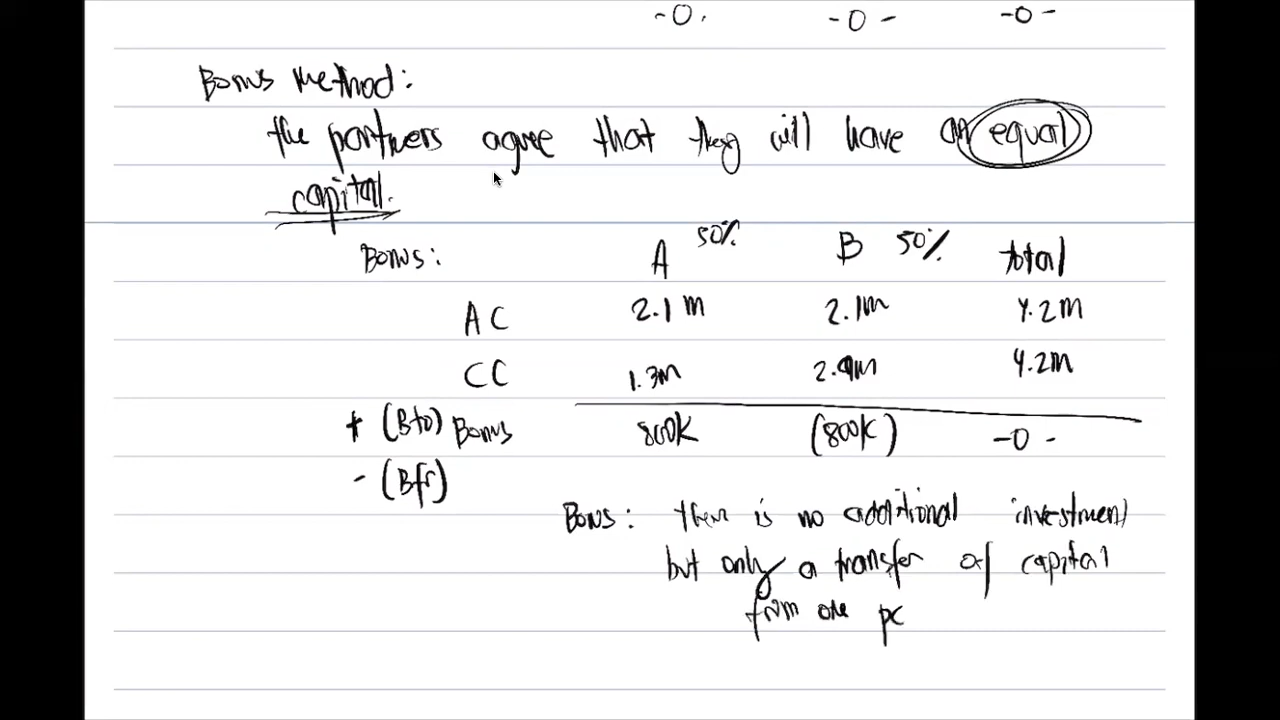 -0. -0- -0-
Bonus Method:
the partners agree that they will have an equal
capital.
Bonus: A 50% B 50% total
AC 2.1m 2.1m 4.2m
CC 1.3m 2.9m 4.2m
+ (Bto) Bonus 800K (800K) -0-
- (Bfr)
Bonus: there is no additional investment
but only a transfer of capital
from one pc